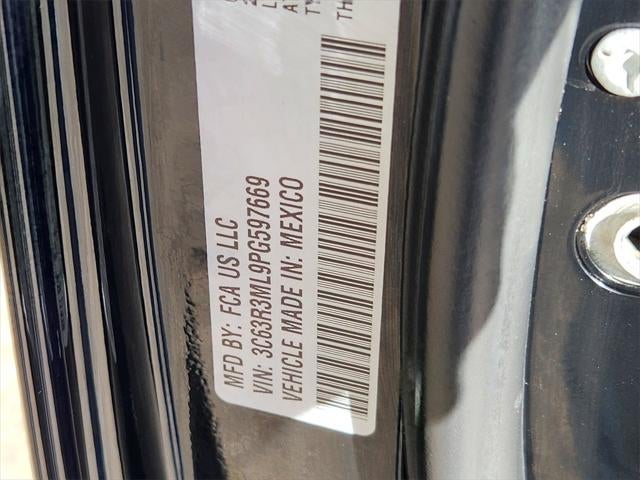 MFD BY: FCA US LLC
VIN: 3C63R3ML9PG597669
VEHICLE MADE IN: MEXICO